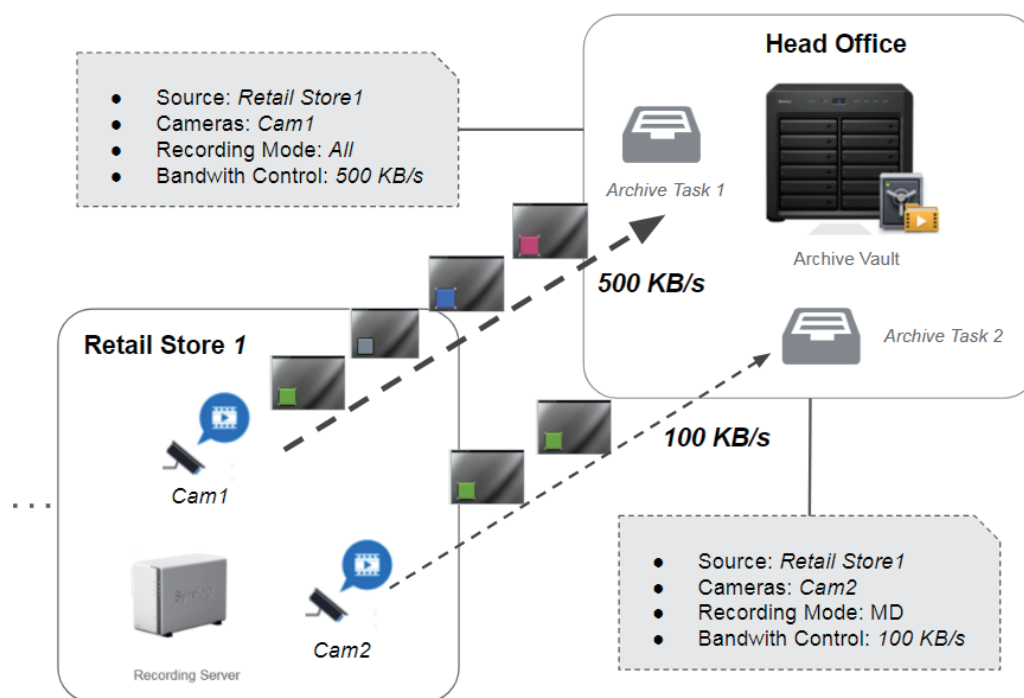 Head Office
● Source: Retail Store1
● Cameras: Cam1
● Recording Mode: All
● Bandwith Control: 500 KB/s
Archive Task 1
Archive Vault
500 KB/s
Retail Store 1
Archive Task 2
100 KB/s
Cam1
...
Synology
Cam2
Recording Server
● Source: Retail Store1
● Cameras: Cam2
● Recording Mode: MD
● Bandwith Control: 100 KB/s